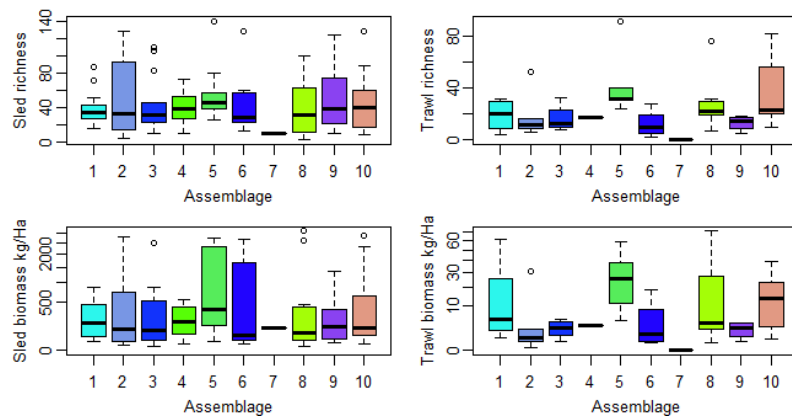 Sled richness
140
80
40
0
1 2 3 4 5 6 7 8 9 10
Assemblage
Trawl richness
80
40
0
1 2 3 4 5 6 7 8 9 10
Assemblage
Sled biomass kg/Ha
2000
500
0
1 2 3 4 5 6 7 8 9 10
Assemblage
Trawl biomass kg/Ha
60
30
10
0
1 2 3 4 5 6 7 8 9 10
Assemblage